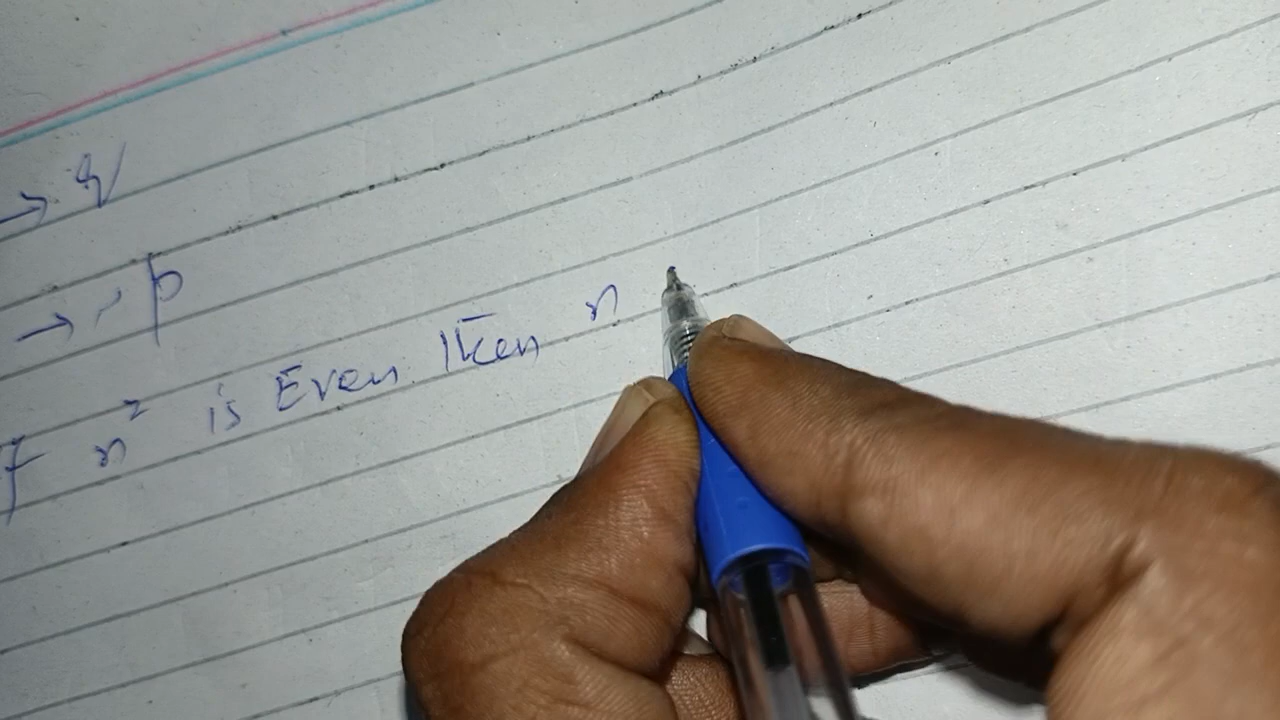 → q
→ p
f n² is Even then n